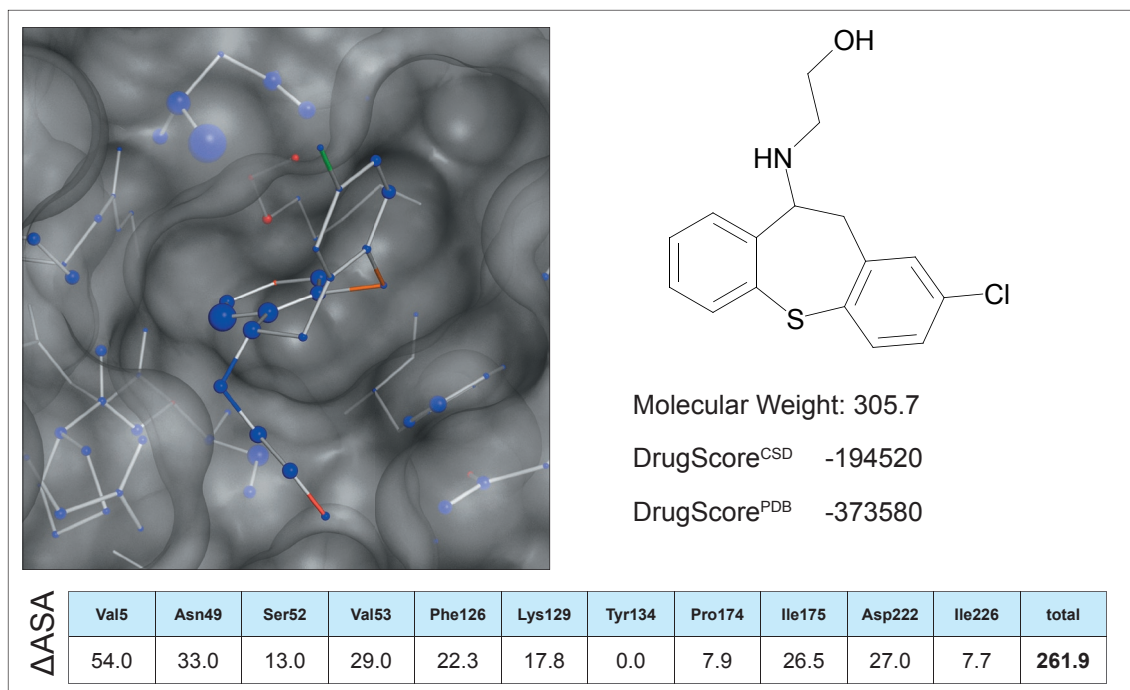 OH
HN
S
Cl
Molecular Weight: 305.7
DrugScoreCSD -194520
DrugScorePDB -373580
ΔASA
Val5 Asn49 Ser52 Val53 Phe126 Lys129 Tyr134 Pro174 Ile175 Asp222 Ile226 total
54.0 33.0 13.0 29.0 22.3 17.8 0.0 7.9 26.5 27.0 7.7 261.9